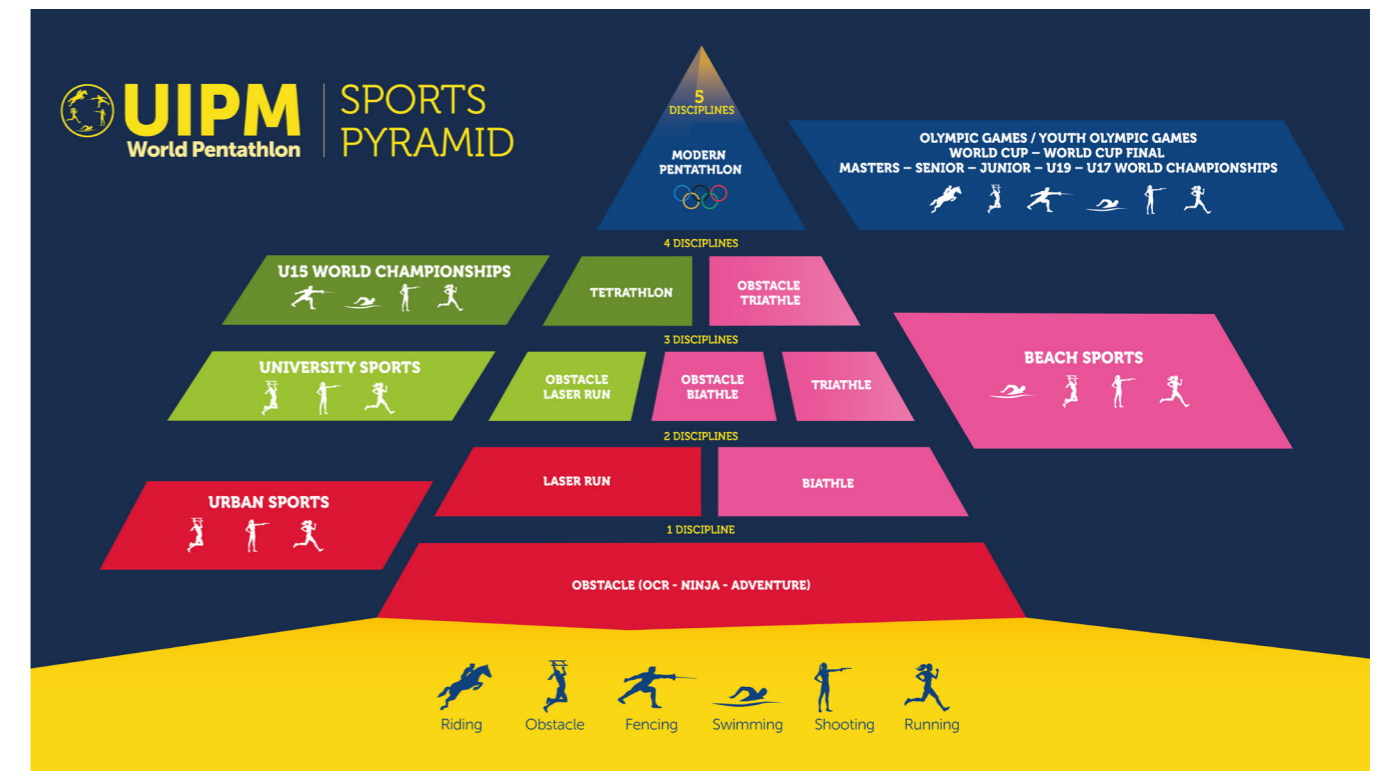 UIPM
World Pentathlon
SPORTS
PYRAMID
5
DISCIPLINES
MODERN
PENTATHLON
OLYMPIC GAMES / YOUTH OLYMPIC GAMES
WORLD CUP – WORLD CUP FINAL
MASTERS – SENIOR – JUNIOR – U19 – U17 WORLD CHAMPIONSHIPS
4 DISCIPLINES
U15 WORLD CHAMPIONSHIPS
TETRATHLON
OBSTACLE
TRIATHLE
3 DISCIPLINES
UNIVERSITY SPORTS
OBSTACLE
LASER RUN
OBSTACLE
BIATHLE
TRIATHLE
BEACH SPORTS
2 DISCIPLINES
LASER RUN
BIATHLE
URBAN SPORTS
1 DISCIPLINE
OBSTACLE (OCR - NINJA - ADVENTURE)
Riding
Obstacle
Fencing
Swimming
Shooting
Running